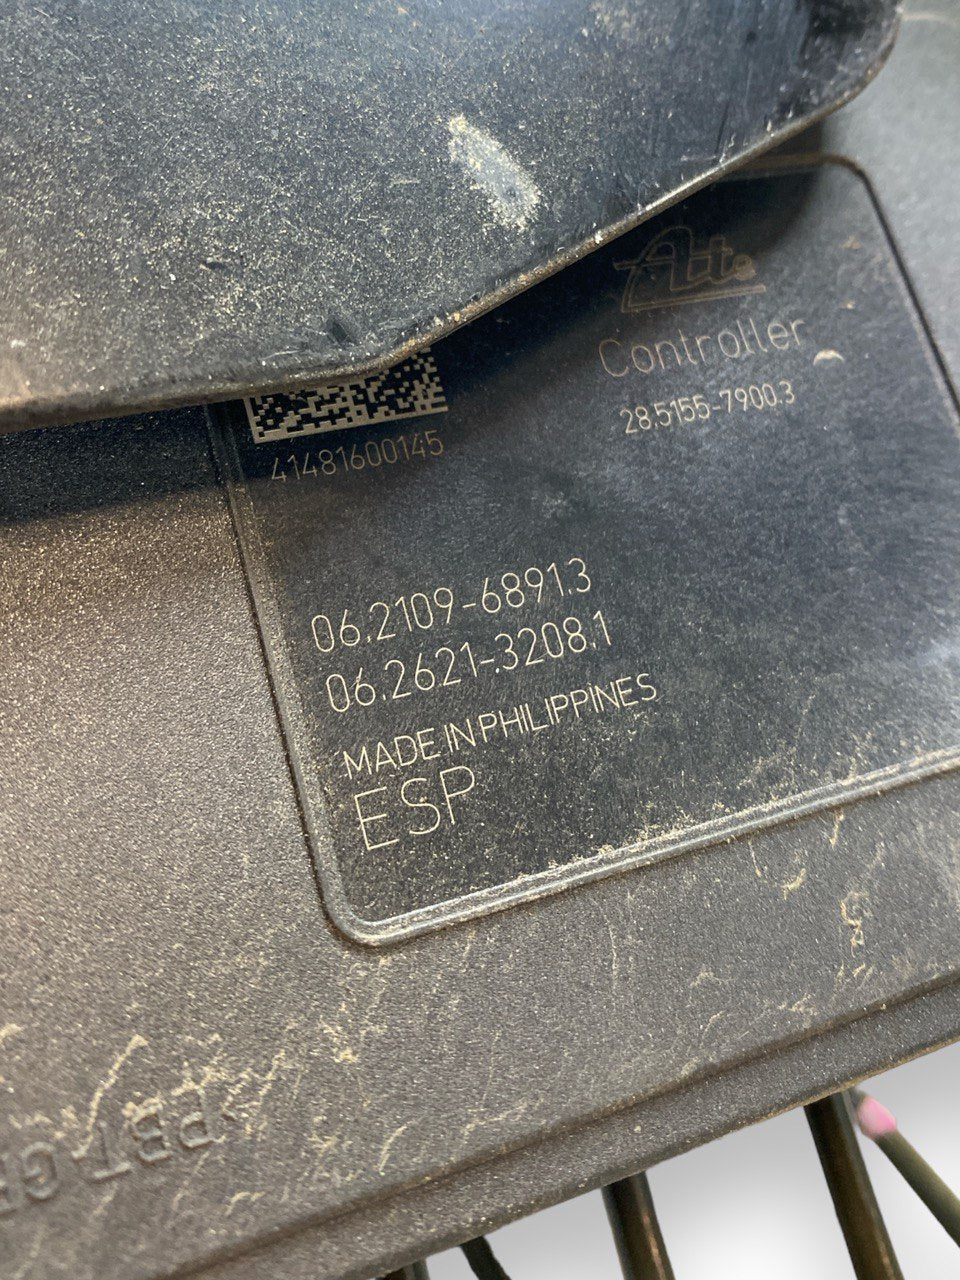 Ate
Controller
28.5155-7900.3
41481600145
06.2109-6891.3
06.2621-3208.1
MADE IN PHILIPPINES
ESP